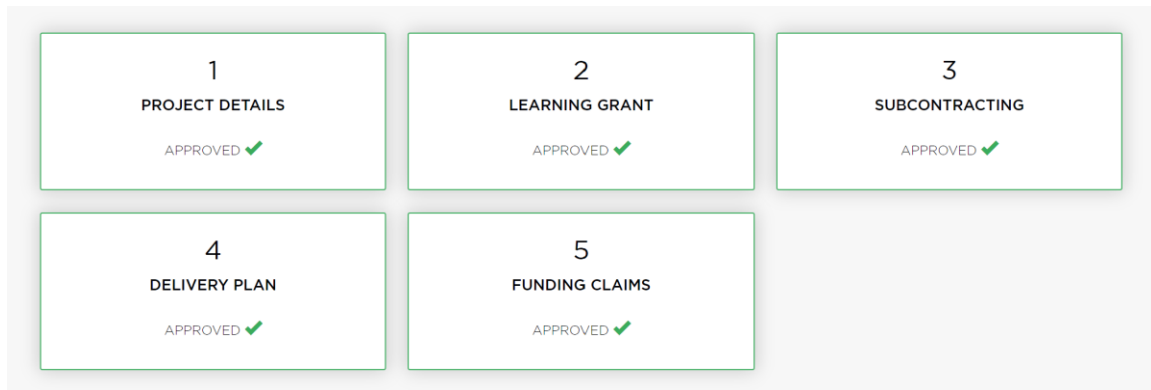 1
PROJECT DETAILS
APPROVED
2
LEARNING GRANT
APPROVED
3
SUBCONTRACTING
APPROVED
4
DELIVERY PLAN
APPROVED
5
FUNDING CLAIMS
APPROVED